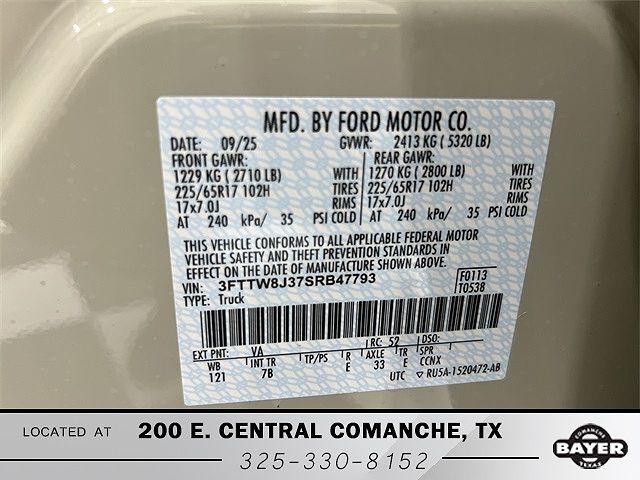 MFD. BY FORD MOTOR CO.
DATE: 09/25 GVWR: 2413 KG ( 5320 LB)
FRONT GAWR: REAR GAWR:
1229 KG ( 2710 LB) WITH 1270 KG ( 2800 LB) WITH
225/65R17 102H TIRES 225/65R17 102H TIRES
17x7.0J RIMS 17x7.0J RIMS
AT 240 kPa/ 35 PSI COLD AT 240 kPa/ 35 PSI COLD
THIS VEHICLE CONFORMS TO ALL APPLICABLE FEDERAL MOTOR
VEHICLE SAFETY AND THEFT PREVENTION STANDARDS IN
EFFECT ON THE DATE OF MANUFACTURE SHOWN ABOVE.
VIN: 3FTTW8J37SRB47793 F0113
TYPE: Truck T0538
EXT PNT: VA RC: 52 DSO:
WB INT TR TP/PS R AXLE TR SPR
121 7B E 33 E CCNX
UTC ▽ RU5A-1520472-AB
LOCATED AT 200 E. CENTRAL COMANCHE, TX
325-330-8152
COMANCHE
BAYER
TEXAS